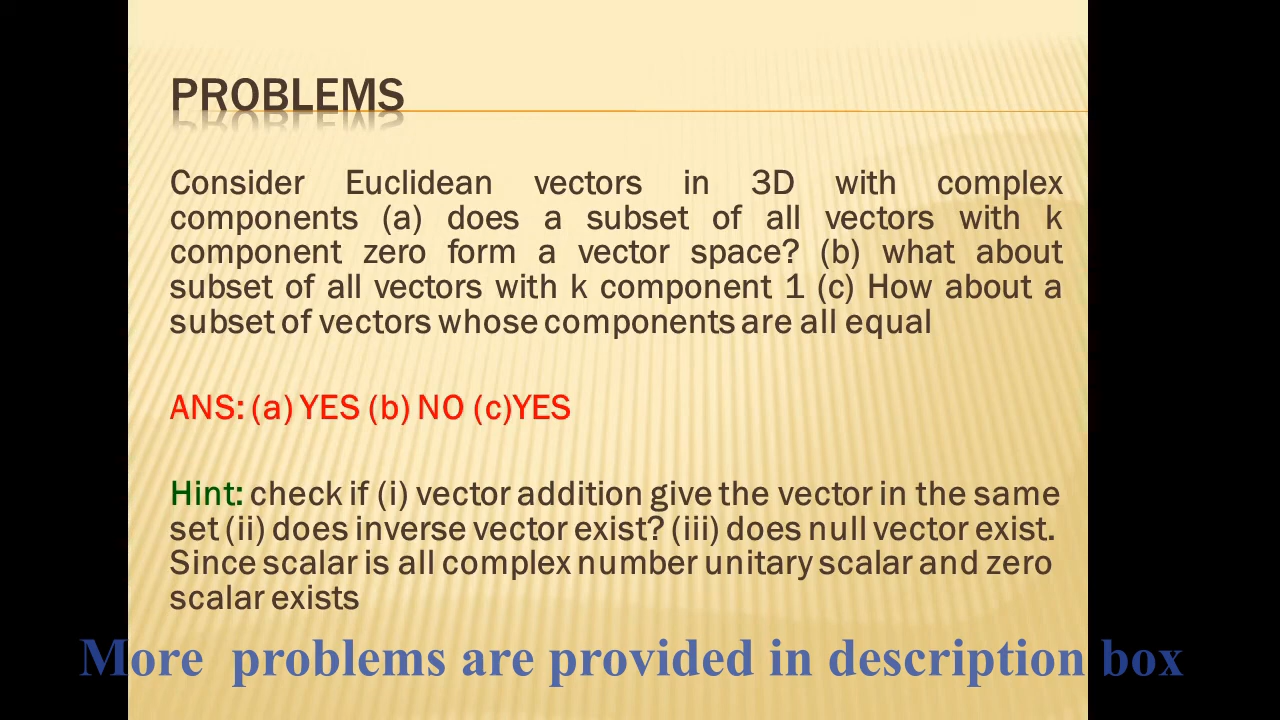 PROBLEMS
Consider Euclidean vectors in 3D with complex
components (a) does a subset of all vectors with k
component zero form a vector space? (b) what about
subset of all vectors with k component 1 (c) How about a
subset of vectors whose components are all equal
ANS: (a) YES (b) NO (c)YES
Hint: check if (i) vector addition give the vector in the same
set (ii) does inverse vector exist? (iii) does null vector exist.
Since scalar is all complex number unitary scalar and zero
scalar exists
More problems are provided in description box